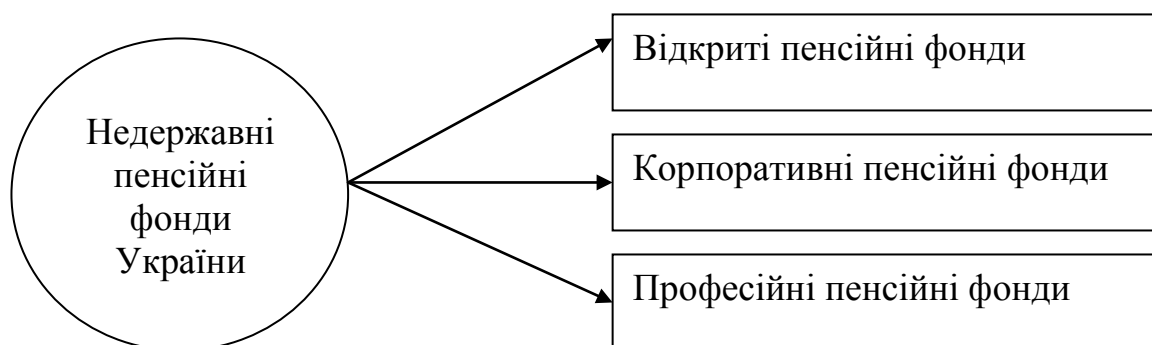 Недержавні
пенсійні
фонди
України
Відкриті пенсійні фонди
Корпоративні пенсійні фонди
Професійні пенсійні фонди